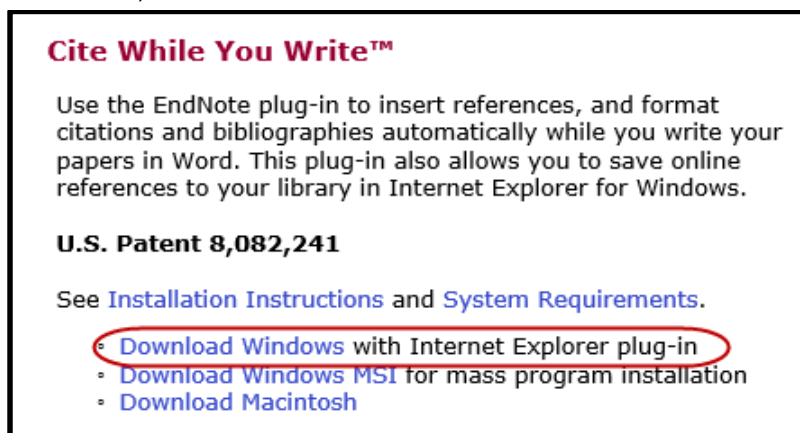 Cite While You Write™
Use the EndNote plug-in to insert references, and format
citations and bibliographies automatically while you write your
papers in Word. This plug-in also allows you to save online
references to your library in Internet Explorer for Windows.
U.S. Patent 8,082,241
See Installation Instructions and System Requirements.
• Download Windows with Internet Explorer plug-in
• Download Windows MSI for mass program installation
• Download Macintosh